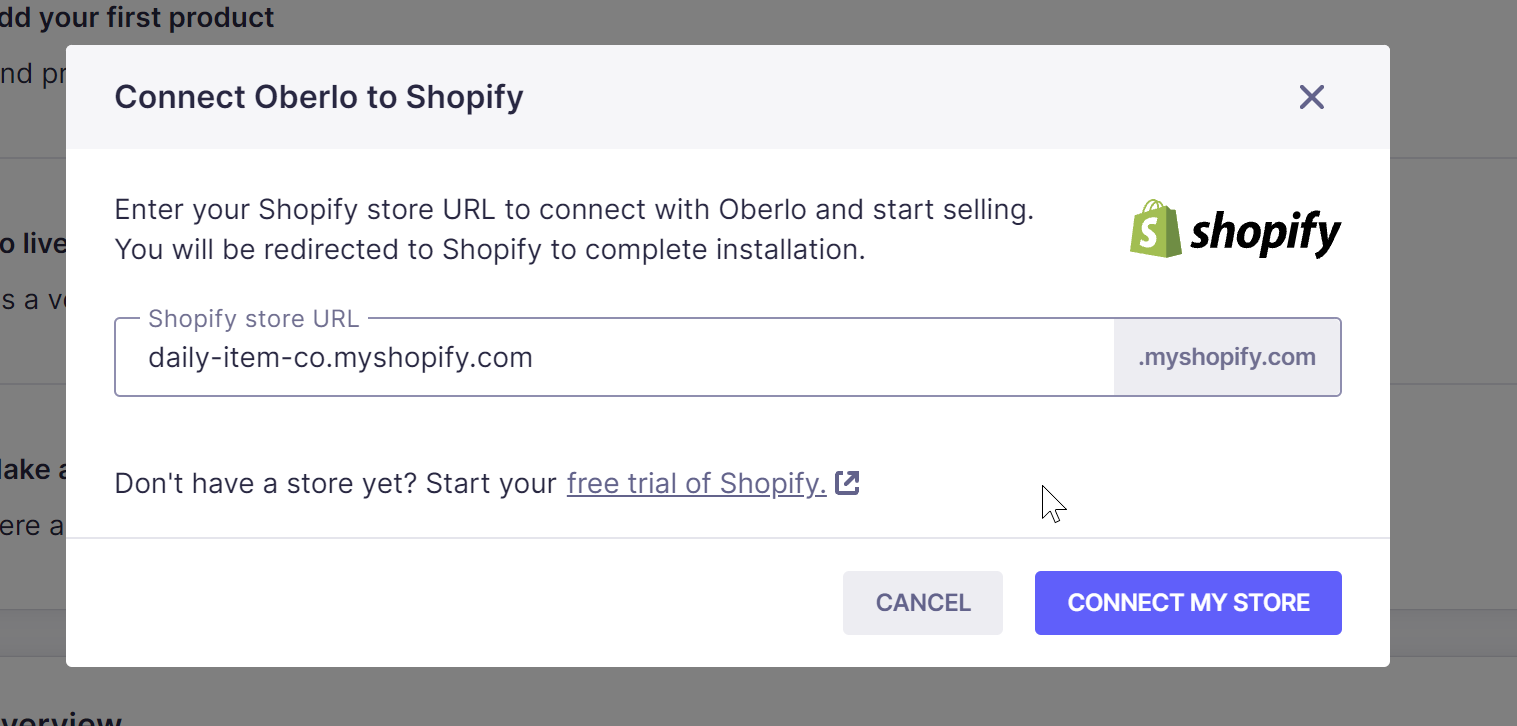 dd your first product
nd pr
Connect Oberlo to Shopify
Enter your Shopify store URL to connect with Oberlo and start selling.
You will be redirected to Shopify to complete installation.
shopify
o live
s a ve
Shopify store URL
daily-item-co.myshopify.com .myshopify.com
lake a
Don't have a store yet? Start your free trial of Shopify.
ere a
CANCEL CONNECT MY STORE
verview